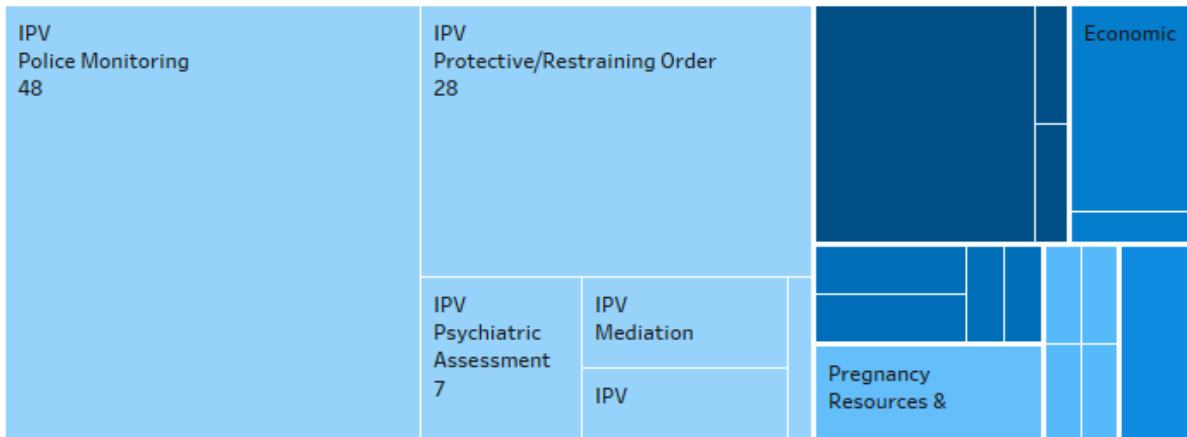 IPV
Police Monitoring
48
IPV
Protective/Restraining Order
28
IPV
Psychiatric
Assessment
7
IPV
Mediation
IPV
Economic
Pregnancy
Resources &